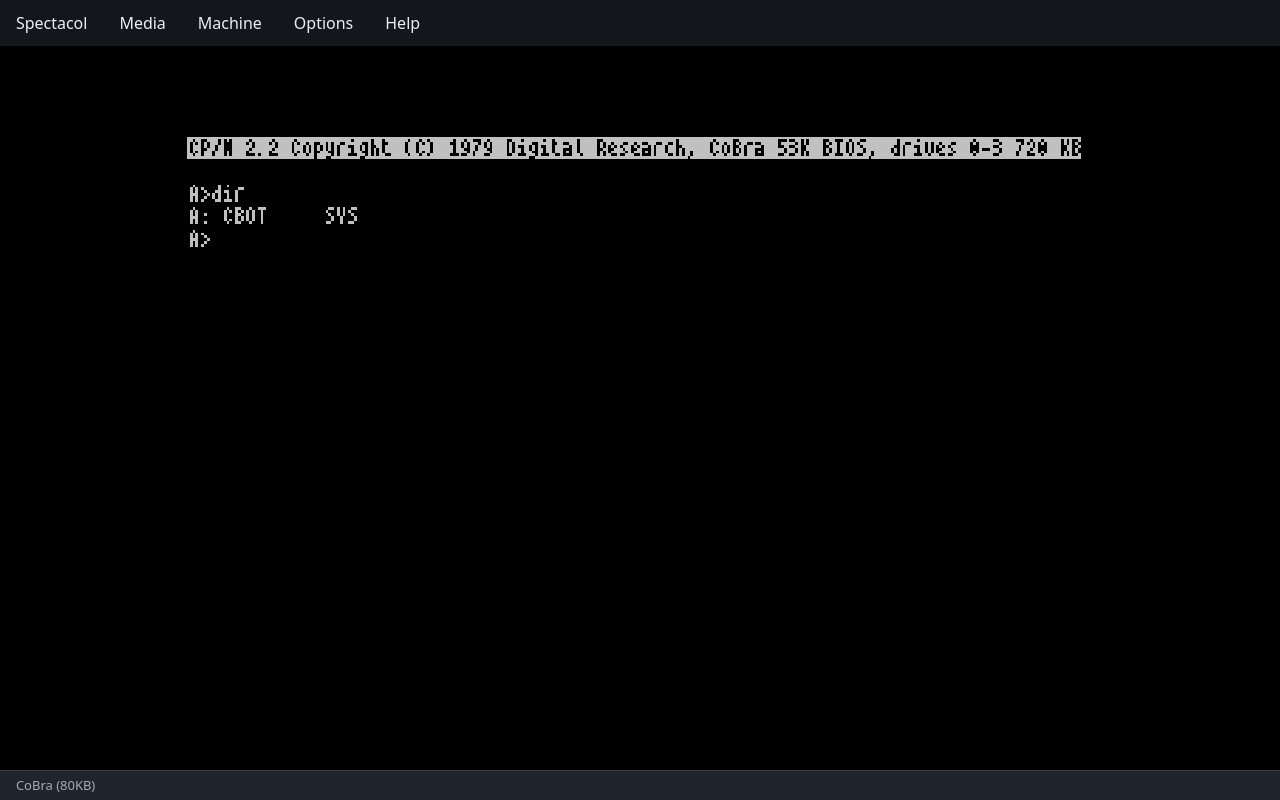 Spectacol Media Machine Options Help
CP/M 2.2 Copyright (C) 1979 Digital Research, CoBra 53K BIOS, drives 0-3 720 KB
A>dir
A: CBOT     SYS
A>
CoBra (80KB)